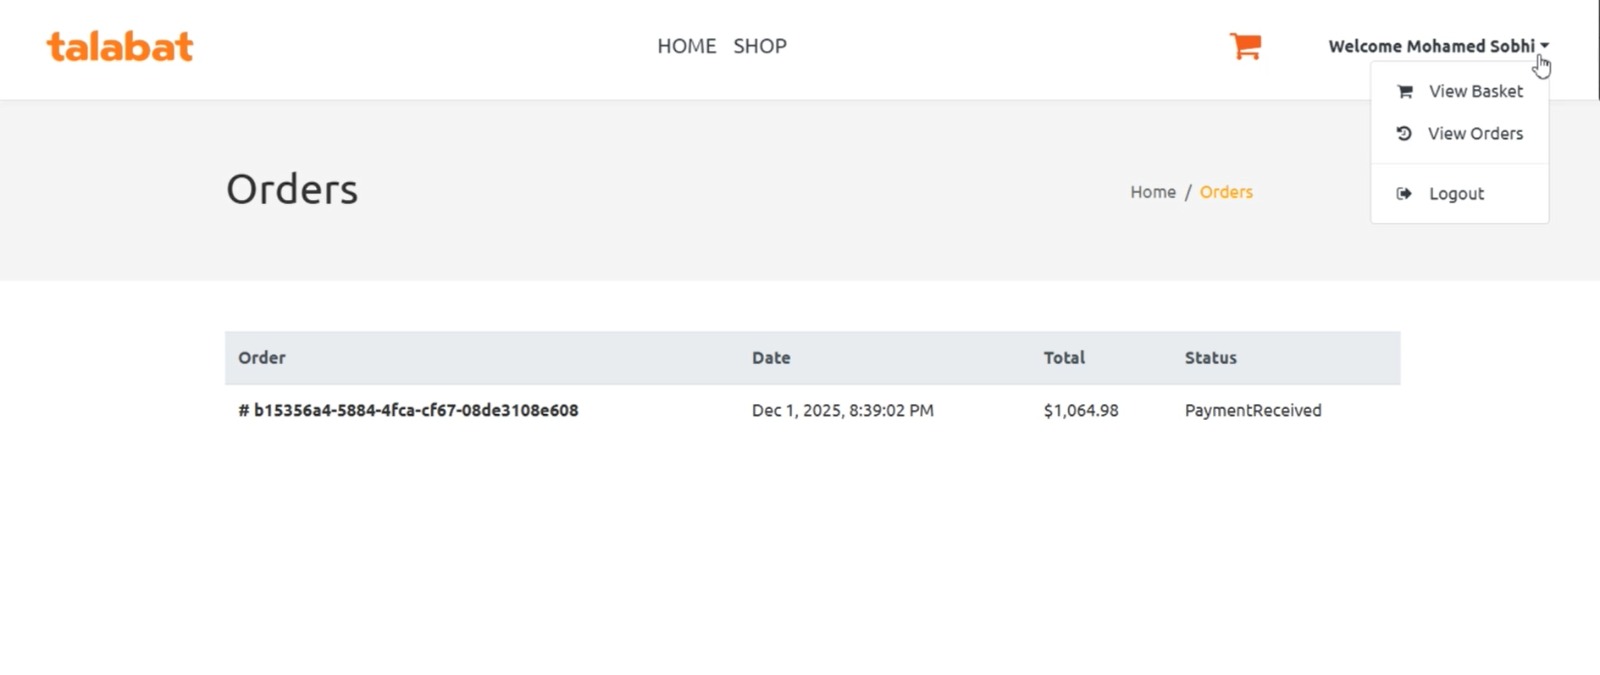 talabat
HOME SHOP
Welcome Mohamed Sobhi
View Basket
View Orders
Logout
Orders
Home / Orders
Order Date Total Status
# b15356a4-5884-4fca-cf67-08de3108e608 Dec 1, 2025, 8:39:02 PM $1,064.98 PaymentReceived